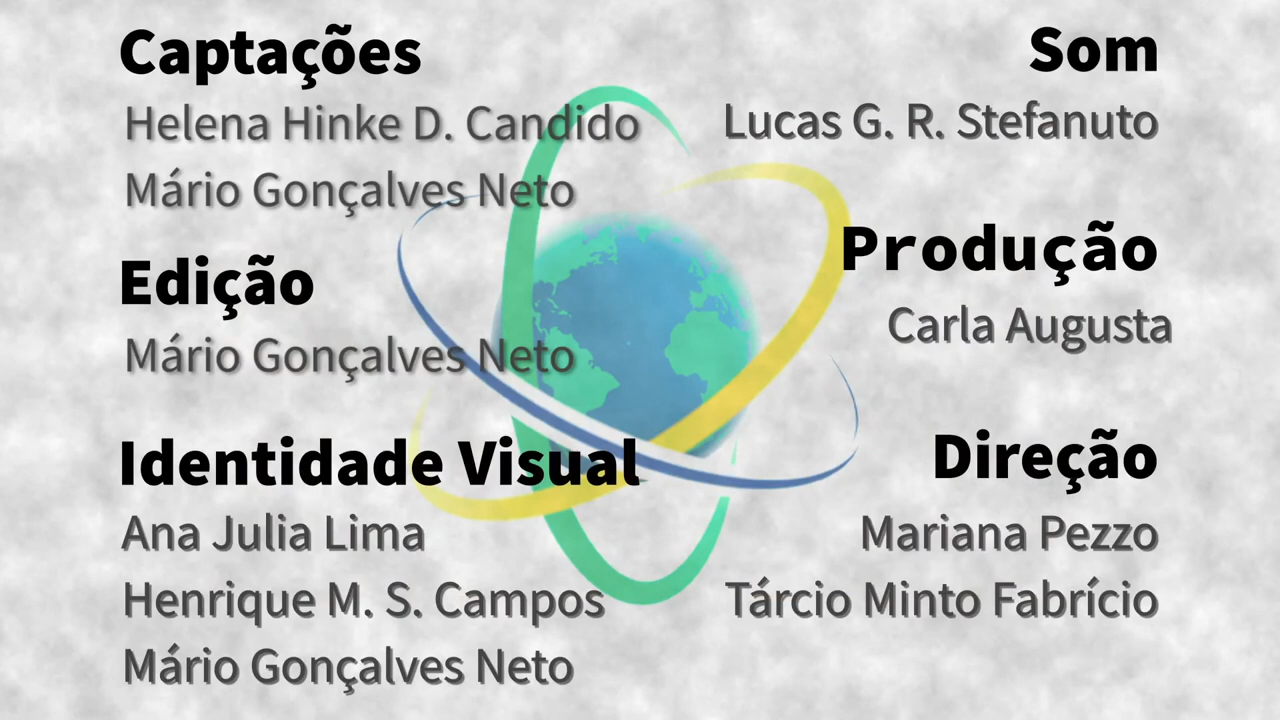 Captações
Helena Hinke D. Candido
Mário Gonçalves Neto
Edição
Mário Gonçalves Neto
Identidade Visual
Ana Julia Lima
Henrique M. S. Campos
Mário Gonçalves Neto
Som
Lucas G. R. Stefanuto
Produção
Carla Augusta
Direção
Mariana Pezzo
Tárcio Minto Fabrício